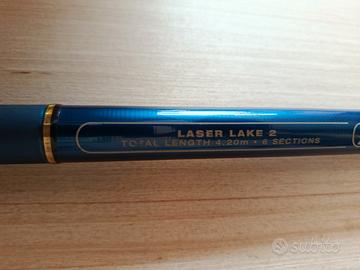 LASER LAKE 2
TOTAL LENGTH 4.20m • 6 SECTIONS
subito